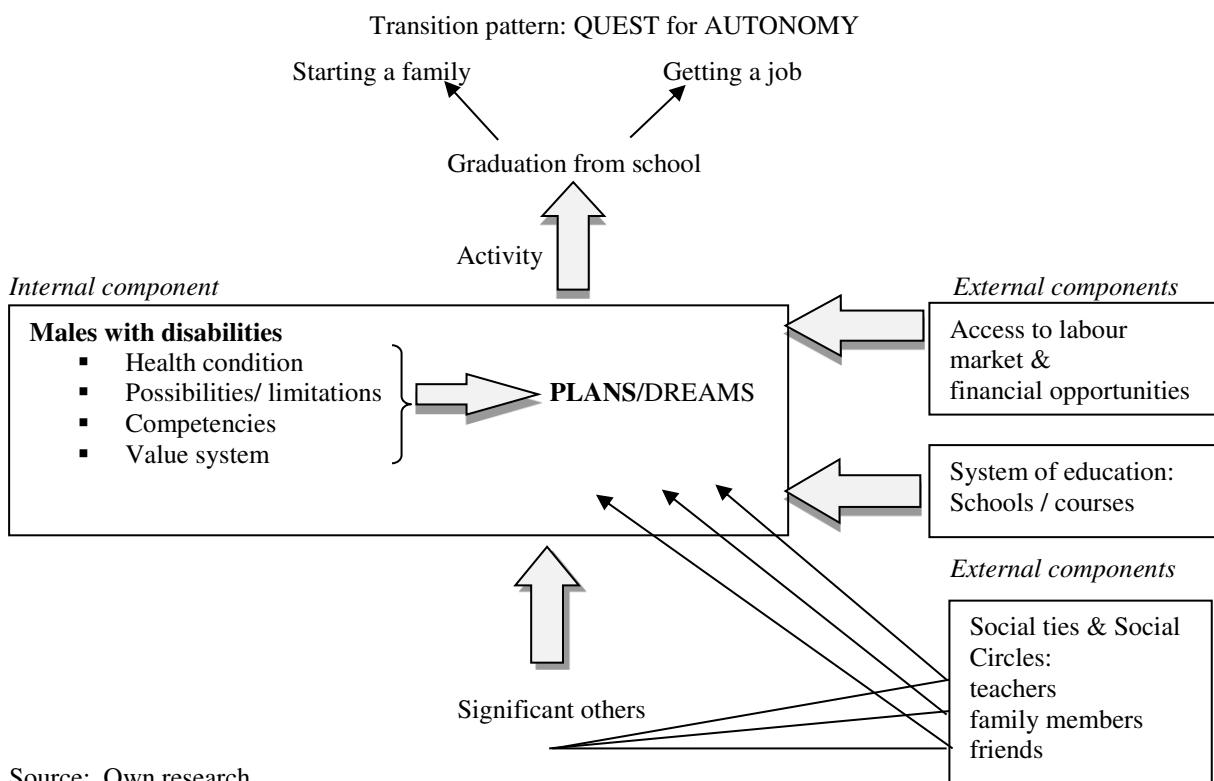 Transition pattern: QUEST for AUTONOMY
Starting a family
Getting a job
Graduation from school
Activity
Internal component
External components
Males with disabilities
▪ Health condition
▪ Possibilities/ limitations
▪ Competencies
▪ Value system
PLANS/DREAMS
Access to labour
market &
financial opportunities
System of education:
Schools / courses
External components
Social ties & Social
Circles:
teachers
family members
friends
Significant others
Source: Own research